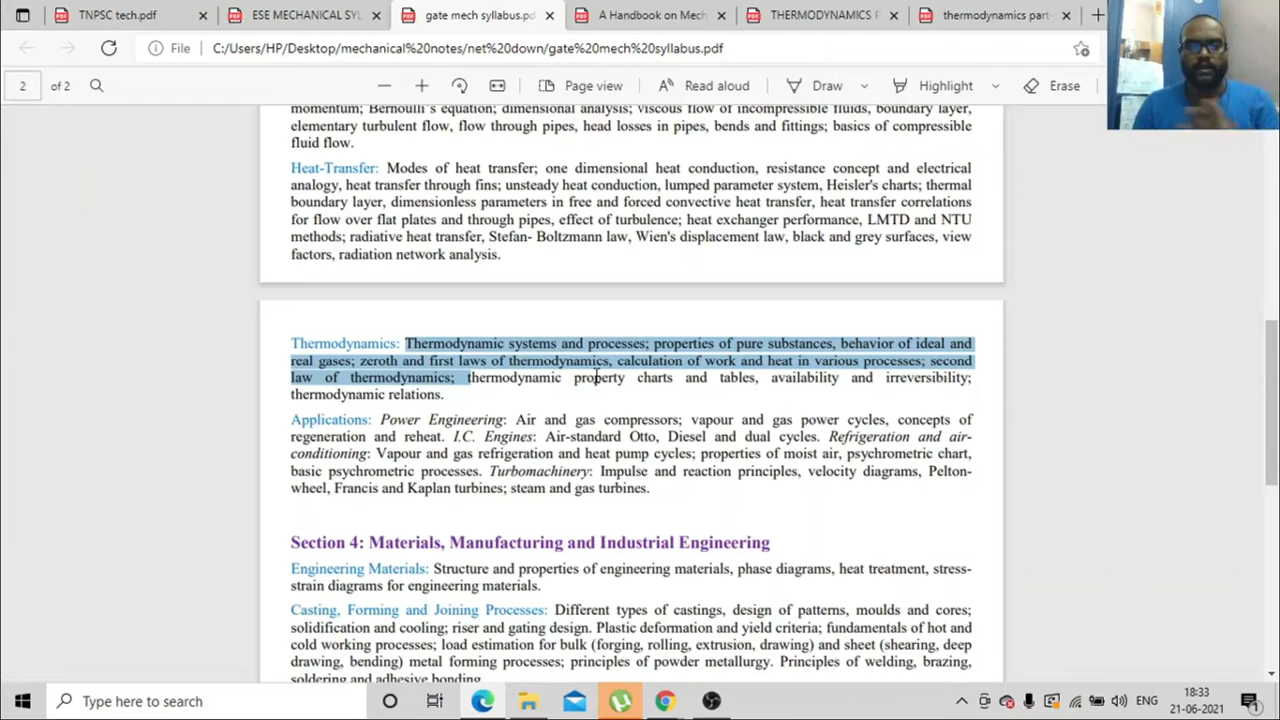 TNPSC tech.pdf
ESE MECHANICAL SYL
gate mech syllabus.pdf
A Handbook on Mech
THERMODYNAMICS P
thermodynamics part-
File C:/Users/HP/Desktop/mechanical%20notes/net%20down/gate%20mech%20syllabus.pdf
2 of 2 Page view Read aloud Draw Highlight Erase
momentum; Bernoulli's equation; dimensional analysis; viscous flow of incompressible fluids, boundary layer,
elementary turbulent flow, flow through pipes, head losses in pipes, bends and fittings; basics of compressible
fluid flow.
Heat-Transfer: Modes of heat transfer; one dimensional heat conduction, resistance concept and electrical
analogy, heat transfer through fins; unsteady heat conduction, lumped parameter system, Heisler's charts; thermal
boundary layer, dimensionless parameters in free and forced convective heat transfer, heat transfer correlations
for flow over flat plates and through pipes, effect of turbulence; heat exchanger performance, LMTD and NTU
methods; radiative heat transfer, Stefan- Boltzmann law, Wien's displacement law, black and grey surfaces, view
factors, radiation network analysis.
Thermodynamics: Thermodynamic systems and processes; properties of pure substances, behavior of ideal and
real gases; zeroth and first laws of thermodynamics, calculation of work and heat in various processes; second
law of thermodynamics; thermodynamic property charts and tables, availability and irreversibility;
thermodynamic relations.
Applications: Power Engineering: Air and gas compressors; vapour and gas power cycles, concepts of
regeneration and reheat. I.C. Engines: Air-standard Otto, Diesel and dual cycles. Refrigeration and air-
conditioning: Vapour and gas refrigeration and heat pump cycles; properties of moist air, psychrometric chart,
basic psychrometric processes. Turbomachinery: Impulse and reaction principles, velocity diagrams, Pelton-
wheel, Francis and Kaplan turbines; steam and gas turbines.
Section 4: Materials, Manufacturing and Industrial Engineering
Engineering Materials: Structure and properties of engineering materials, phase diagrams, heat treatment, stress-
strain diagrams for engineering materials.
Casting, Forming and Joining Processes: Different types of castings, design of patterns, moulds and cores;
solidification and cooling; riser and gating design. Plastic deformation and yield criteria; fundamentals of hot and
cold working processes; load estimation for bulk (forging, rolling, extrusion, drawing) and sheet (shearing, deep
drawing, bending) metal forming processes; principles of powder metallurgy. Principles of welding, brazing,
soldering and adhesive bonding.
Type here to search
ENG
18:33
21-06-2021